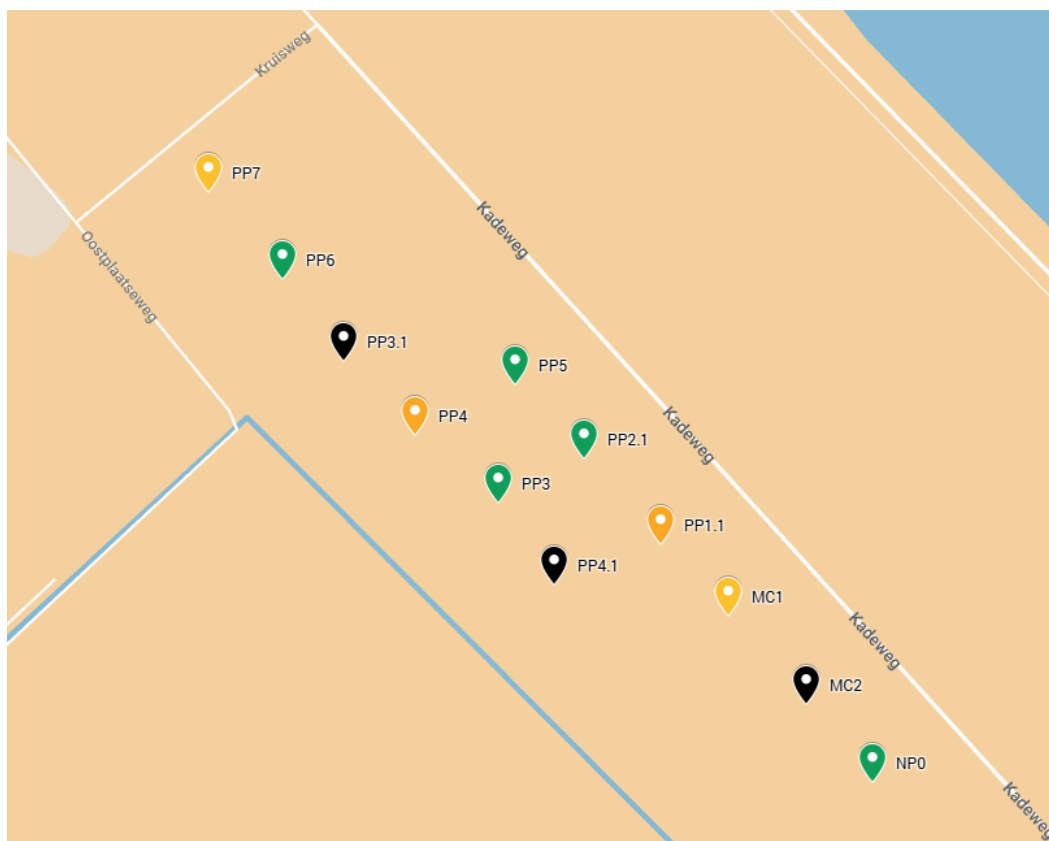 Kruisweg
PP7
Kadeweg
Oostplaatseweg
PP6
PP3.1
PP5
PP4
Kadeweg
PP2.1
PP3
PP1.1
PP4.1
MC1
Kadeweg
MC2
NP0
Kadeweg